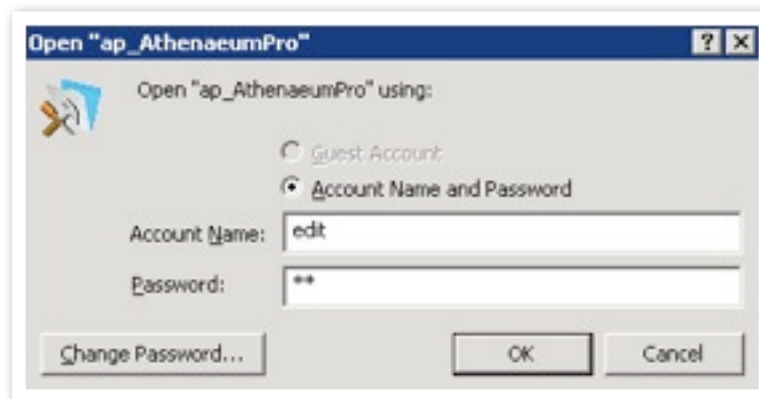 Open "ap_AthenaeumPro"
Open "ap_AthenaeumPro" using:
Guest Account
Account Name and Password
Account Name: edit
Password: **
Change Password... OK Cancel